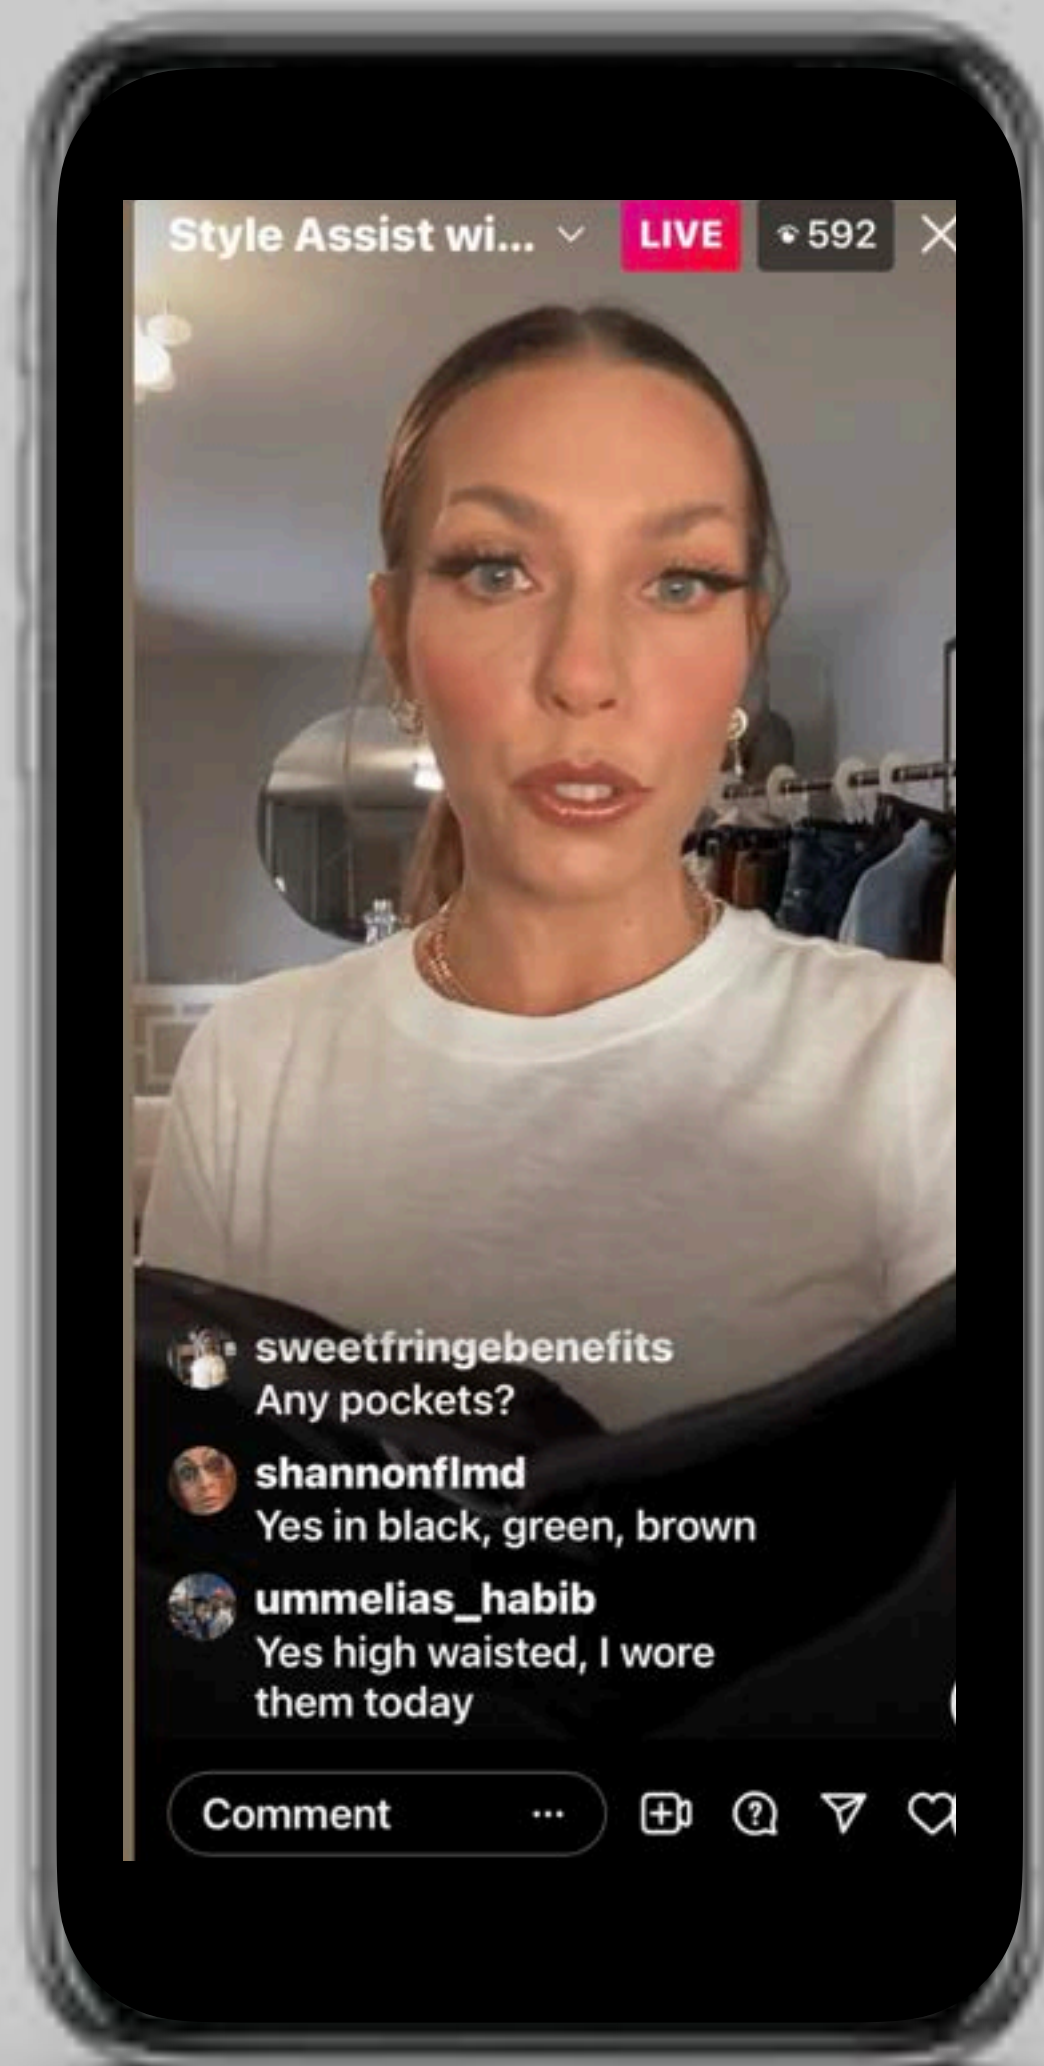 Style Assist wi...
LIVE
592
sweetfringebenefits
Any pockets?
shannonflmd
Yes in black, green, brown
ummelias_habib
Yes high waisted, I wore
them today
Comment